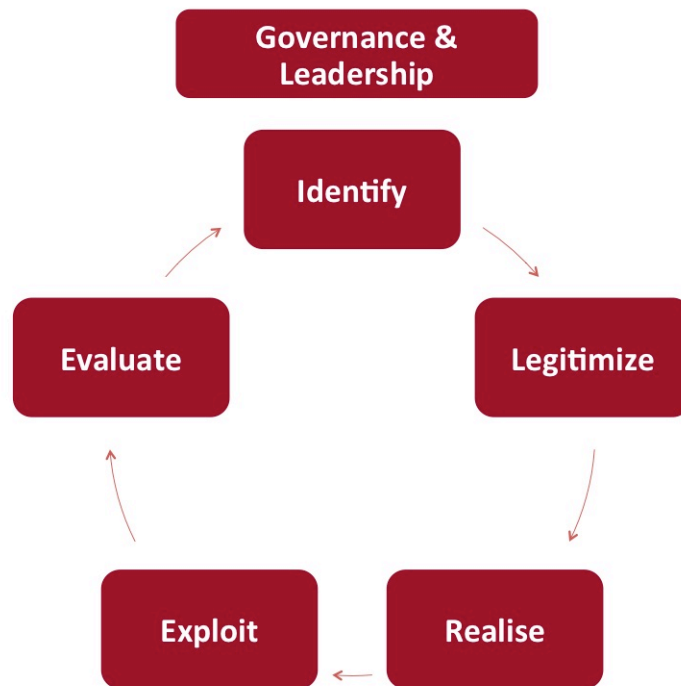 Governance &
Leadership
Identify
Evaluate
Legitimize
Exploit
Realise